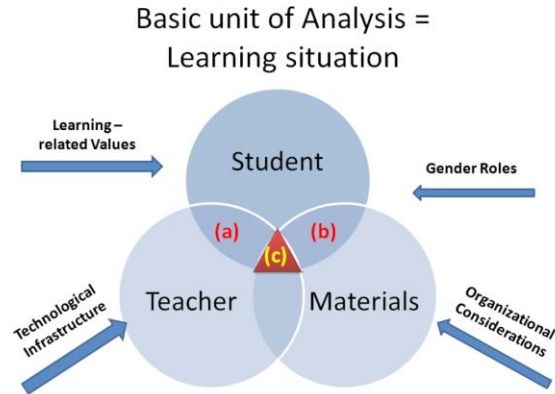 Basic unit of Analysis =
Learning situation
Learning –
related Values
Student
Gender Roles
(a)
(b)
(c)
Teacher
Materials
Technological
Infrastructure
Organizational
Considerations